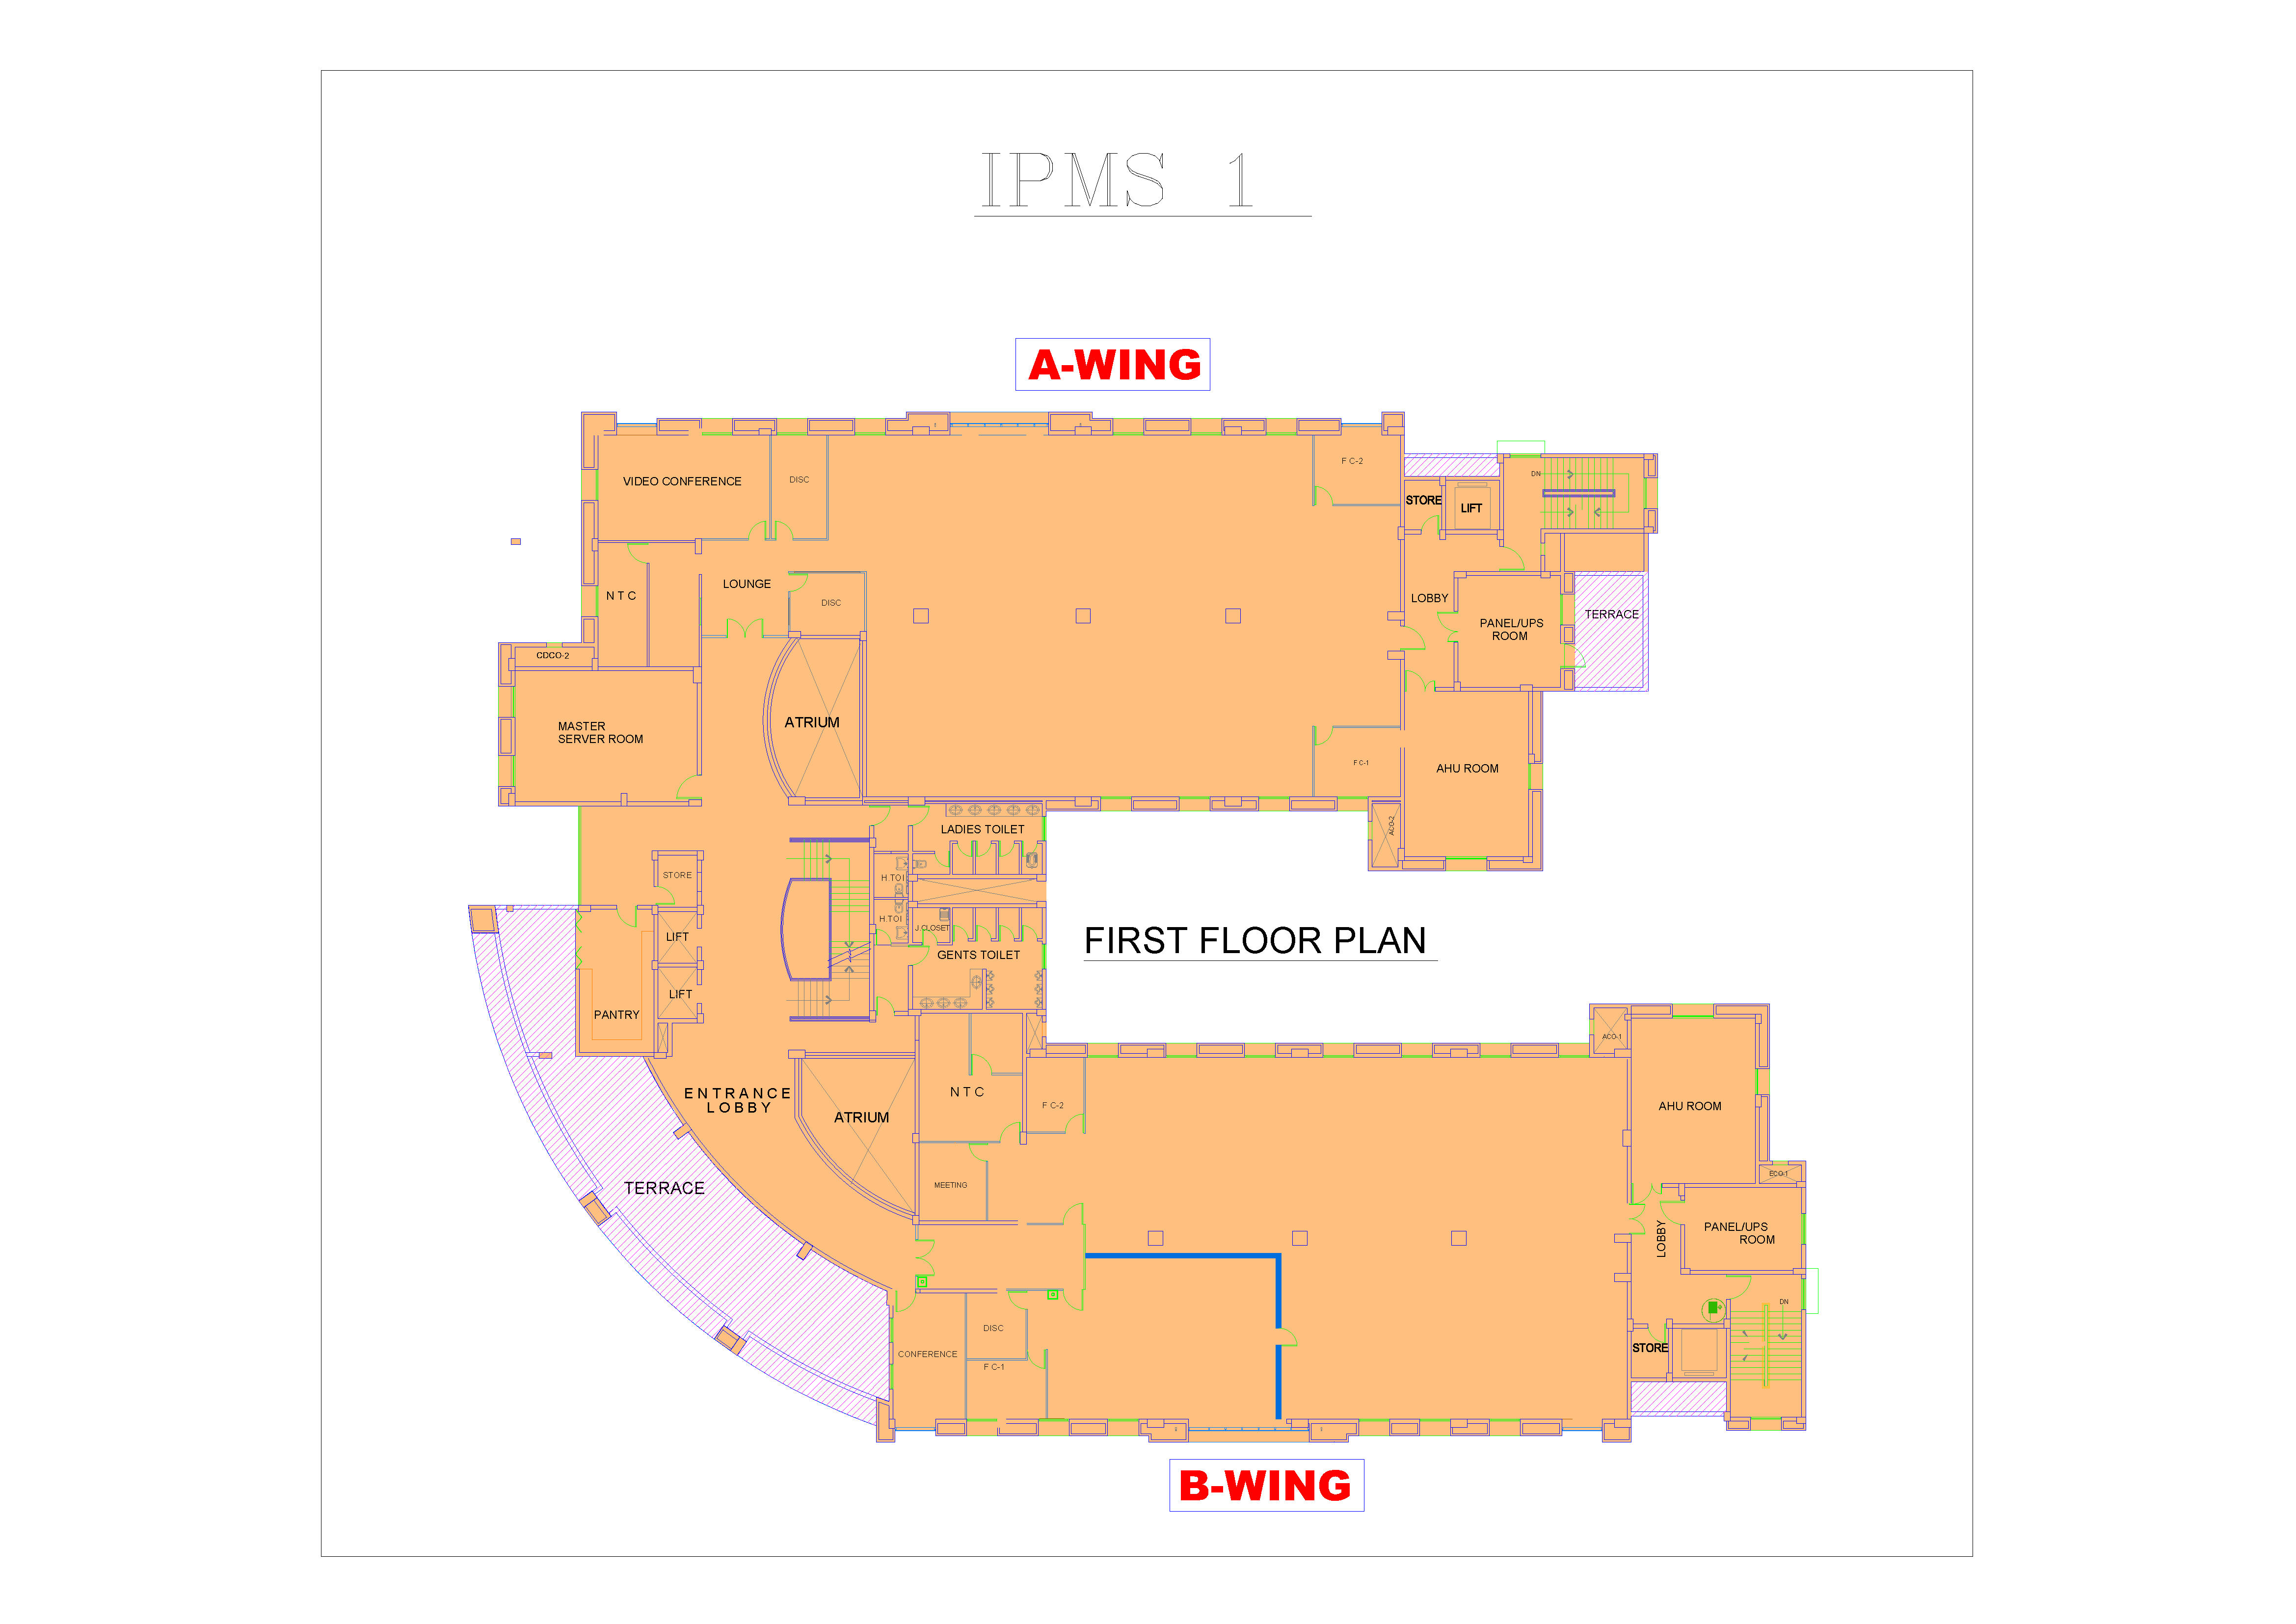 IPMS 1
A-WING
F C-2
VIDEO CONFERENCE
DISC
DN
STORE
LIFT
LOUNGE
N T C
DISC
LOBBY
TERRACE
PANEL/UPS
ROOM
CDCO-2
MASTER
SERVER ROOM
ATRIUM
F C-1
AHU ROOM
ACO-2
LADIES TOILET
STORE
H.TOI
H.TOI
J.CLOSET
LIFT
GENTS TOILET
FIRST FLOOR PLAN
LIFT
PANTRY
ACO-1
ENTRANCE
LOBBY
N T C
F C-2
AHU ROOM
ATRIUM
ECO-1
TERRACE
MEETING
PANEL/UPS
ROOM
LOBBY
DN
DISC
CONFERENCE
F C-1
STORE
B-WING